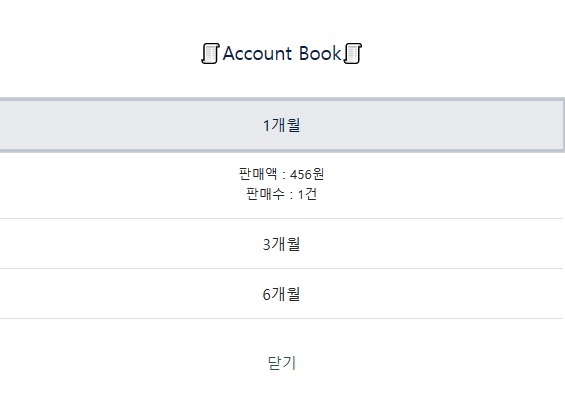 📜Account Book📜
1개월
판매액 : 456원
판매수 : 1건
3개월
6개월
닫기